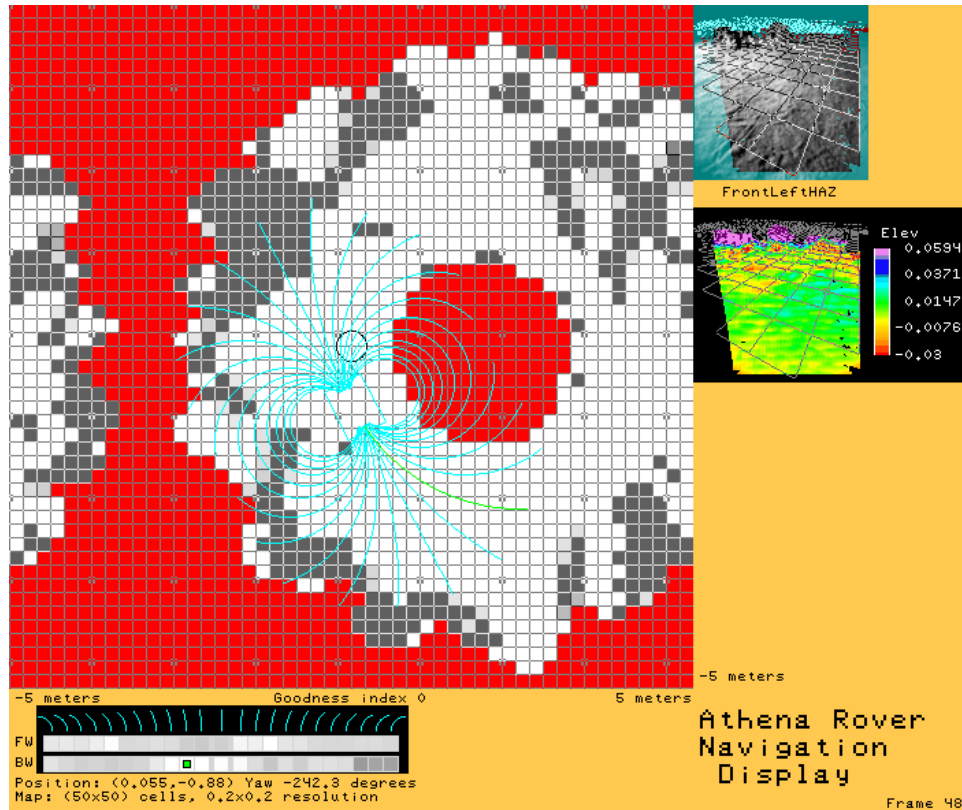 FrontLeftHAZ
Elev
0.0594
0.0371
0.0147
-0.0076
-0.03
-5 meters
-5 meters Goodness index 0 5 meters
FW
BW
Position: (0.055,-0.88) Yaw -242.3 degrees
Map: (50x50) cells, 0.2x0.2 resolution
Athena Rover
Navigation
Display
Frame 48